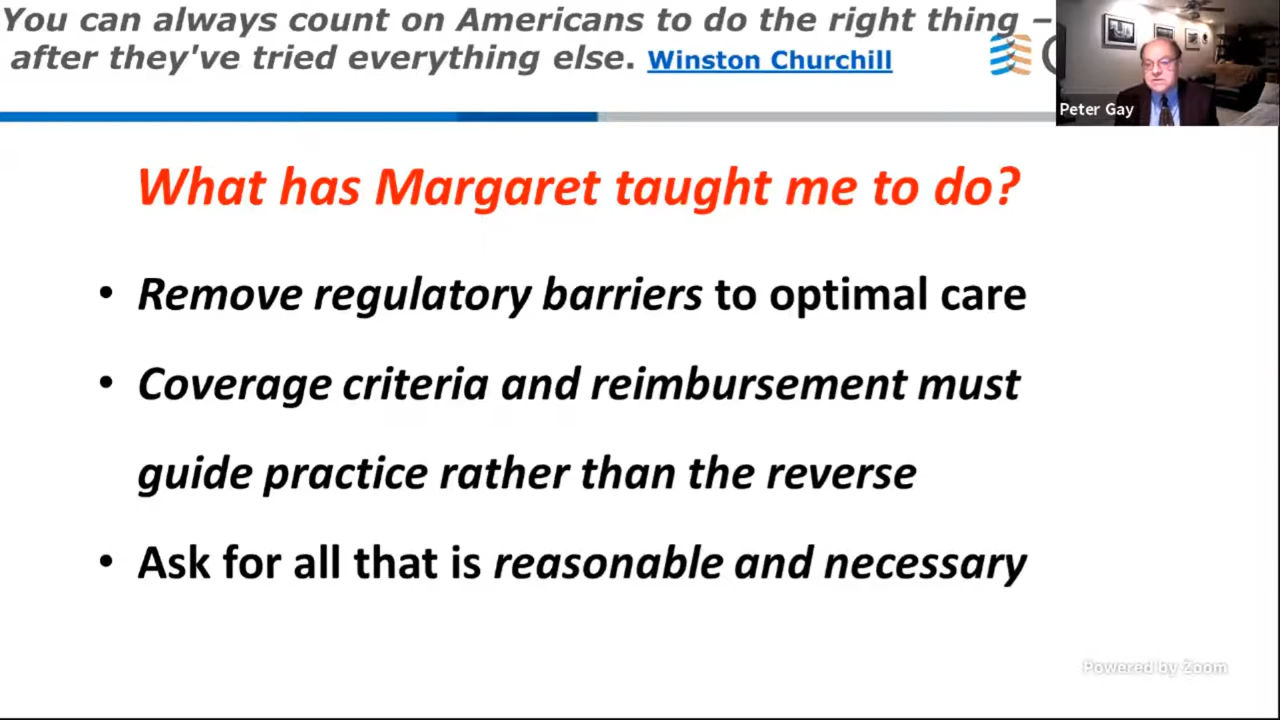 You can always count on Americans to do the right thing –
after they've tried everything else. Winston Churchill
Peter Gay
What has Margaret taught me to do?
• Remove regulatory barriers to optimal care
• Coverage criteria and reimbursement must
guide practice rather than the reverse
• Ask for all that is reasonable and necessary
Powered by Zoom